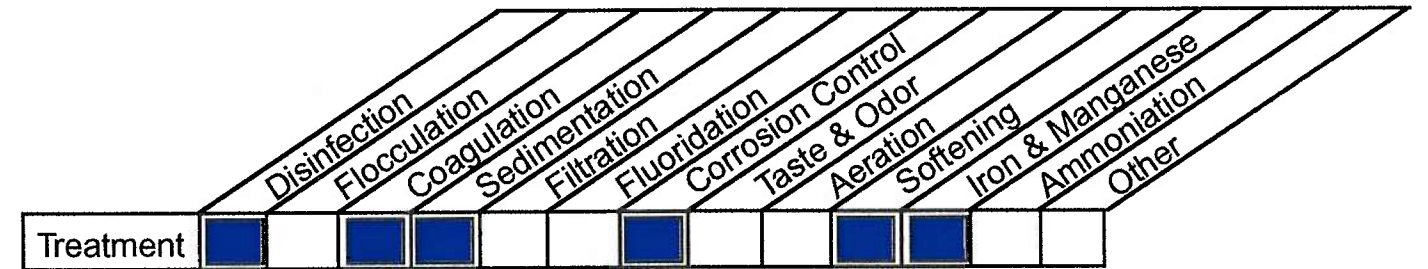 Disinfection
Flocculation
Coagulation
Sedimentation
Filtration
Fluoridation
Corrosion Control
Taste & Odor
Aeration
Softening
Iron & Manganese
Ammoniation
Other
Treatment